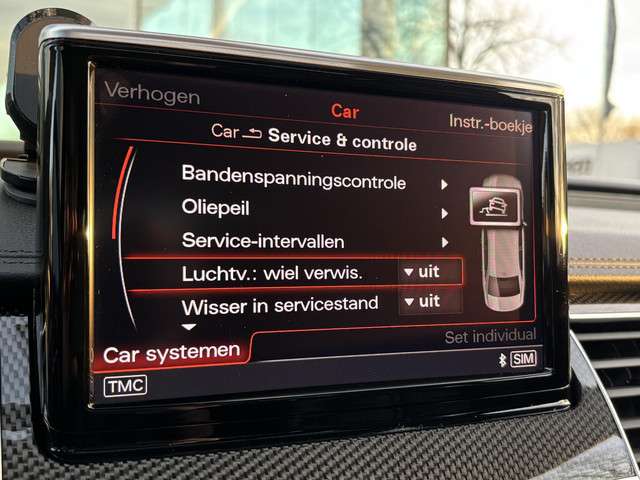 Verhogen
Car
Instr.-boekje
Car Service & controle
Bandenspanningscontrole
Oliepeil
Service-intervallen
Luchtv.: wiel verwis. uit
Wisser in servicestand uit
Set individual
Car systemen
SIM
TMC